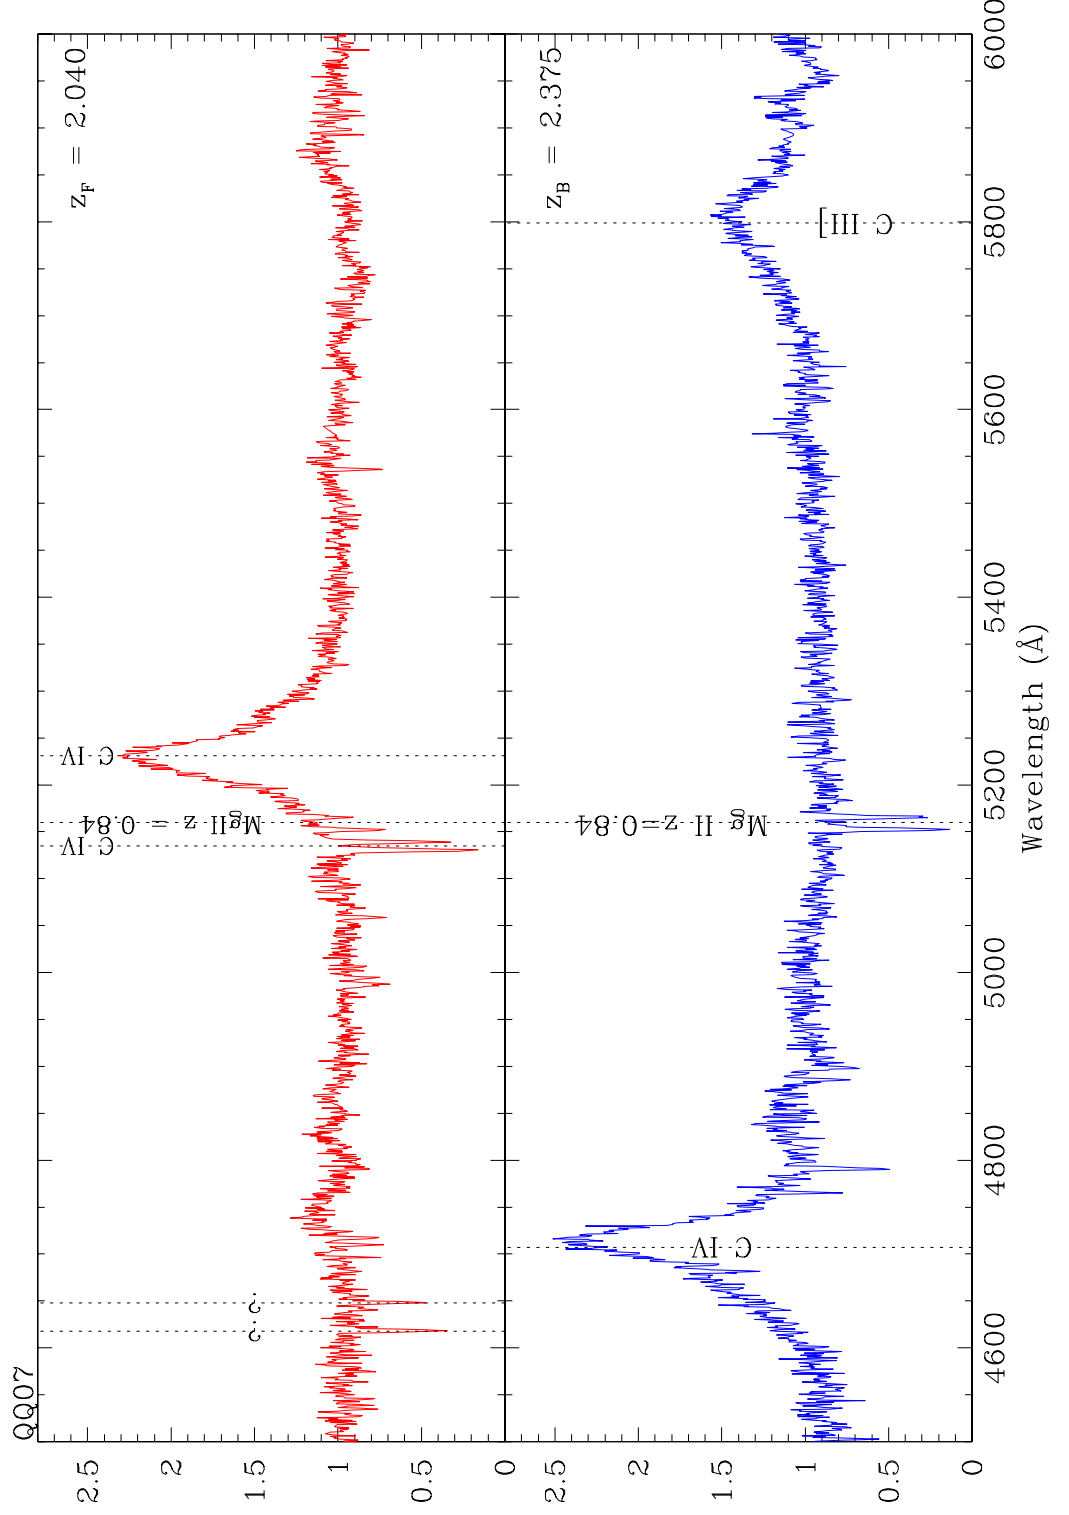 QQ07
z_F = 2.040
2.5
2
1.5
1
0.5
0
? ? C IV MgII z = 0.84 C IV
z_B = 2.375
2.5
2
1.5
1
0.5
0
C IV Mg II z=0.84 C III]
4600 4800 5000 5200 5400 5600 5800 6000
Wavelength (Å)